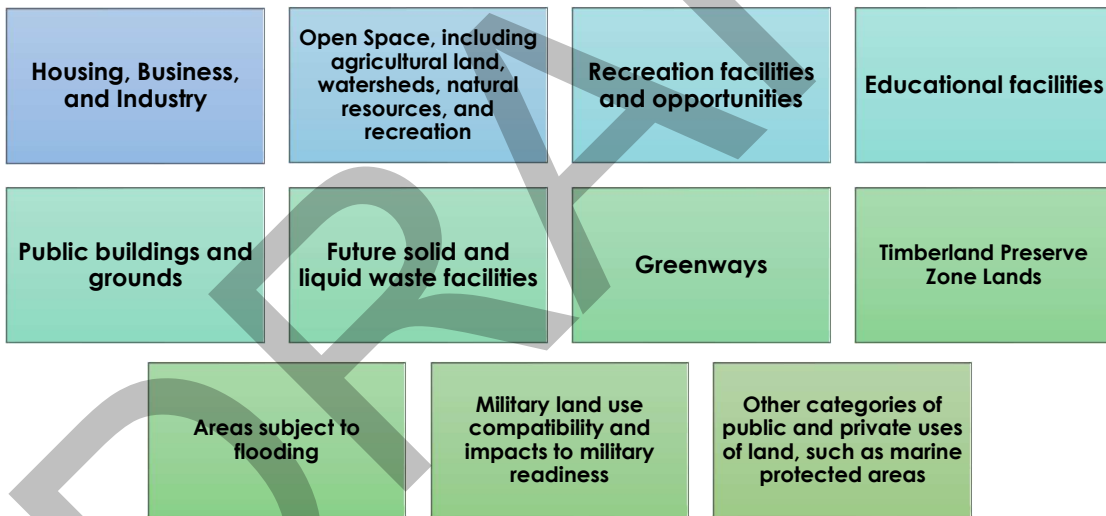 Housing, Business,
and Industry
Open Space, including
agricultural land,
watersheds, natural
resources, and
recreation
Recreation facilities
and opportunities
Educational facilities
Public buildings and
grounds
Future solid and
liquid waste facilities
Greenways
Timberland Preserve
Zone Lands
Areas subject to
flooding
Military land use
compatibility and
impacts to military
readiness
Other categories of
public and private uses
of land, such as marine
protected areas